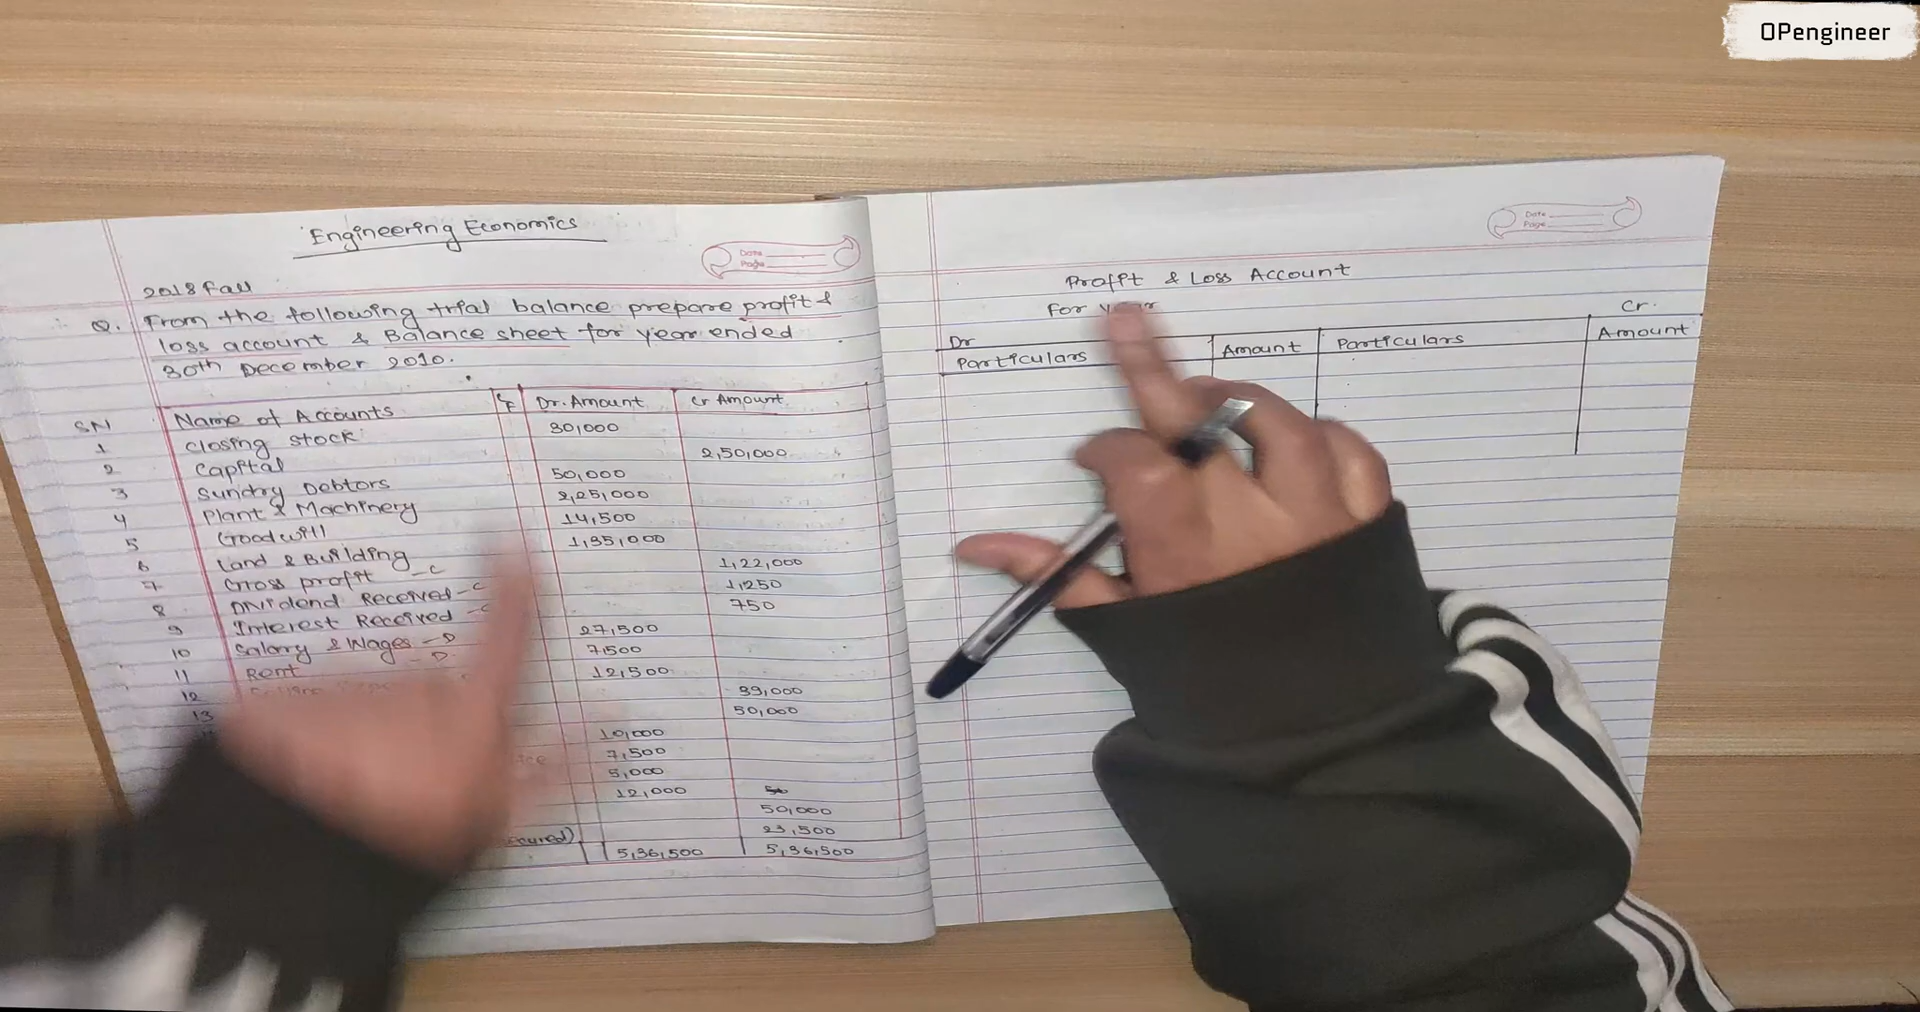 OPengineer
Engineering Economics
Date
Page
2018 Fall
Q. From the following trial balance prepare profit &
loss account & Balance sheet for year ended
30th December 2010.
SN Name of Accounts LF Dr. Amount Cr Amount
1 Closing stock 30,000
2 Capital 2,50,000
3 Sundry Debtors 50,000
4 Plant & Machinery 2,25,000
5 Goodwill 14,500
6 Land & Building 1,35,000
7 Gross profit - C 1,22,000
8 Dividend Received - C 1,250
9 Interest Received - C 750
10 Salary & Wages - D 27,500
11 Rent - D. 7,500
12 12,500
13 39,000
50,000
10,000
7,500
5,000
12,000
50,000
23,500
5,36,500 5,36,500
Date
Page
Profit & Loss Account
For year
Dr Cr.
Particulars Amount Particulars Amount